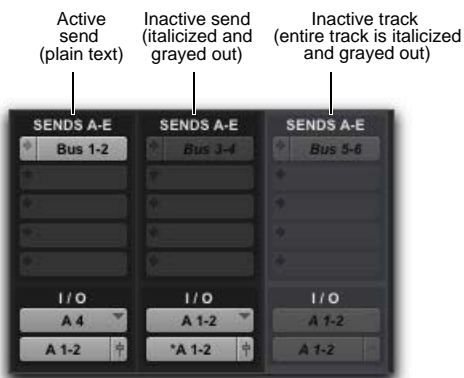 Active
send
(plain text)
Inactive send
(italicized and
grayed out)
Inactive track
(entire track is italicized
and grayed out)
SENDS A-E
SENDS A-E
SENDS A-E
Bus 1-2
Bus 3-4
Bus 5-6
I / O
I / O
I / O
A 4
A 1-2
A 1-2
A 1-2
*A 1-2
A 1-2